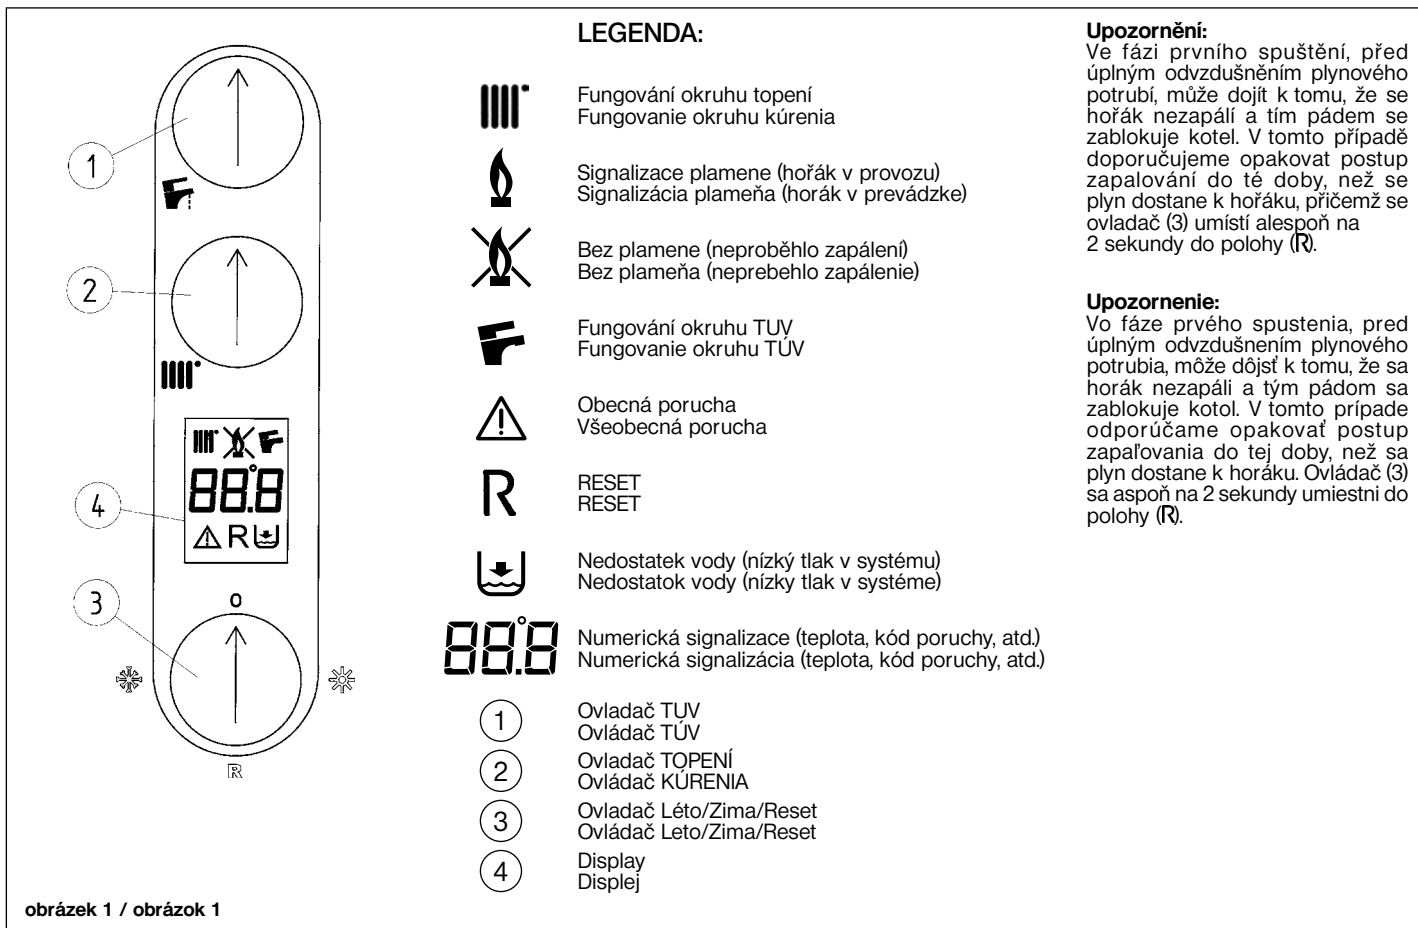 1
2
88.8
R
4
3
0
R
obrázek 1 / obrázok 1
LEGENDA:
Fungování okruhu topení
Fungovanie okruhu kúrenia
Signalizace plamene (hořák v provozu)
Signalizácia plameňa (horák v prevádzke)
Bez plamene (neproběhlo zapálení)
Bez plameňa (neprebehlo zapálenie)
Fungování okruhu TUV
Fungovanie okruhu TÚV
Obecná porucha
Všeobecná porucha
R
RESET
RESET
Nedostatek vody (nízký tlak v systému)
Nedostatok vody (nízky tlak v systéme)
88.8
Numerická signalizace (teplota, kód poruchy, atd.)
Numerická signalizácia (teplota, kód poruchy, atd.)
1
Ovladač TUV
Ovládač TÚV
2
Ovladač TOPENÍ
Ovládač KÚRENIA
3
Ovladač Léto/Zima/Reset
Ovládač Leto/Zima/Reset
4
Display
Displej
Upozornění:
Ve fázi prvního spuštění, před
úplným odvzdušněním plynového
potrubí, může dojít k tomu, že se
hořák nezapálí a tím pádem se
zablokuje kotel. V tomto případě
doporučujeme opakovat postup
zapalování do té doby, než se
plyn dostane k hořáku, přičemž se
ovladač (3) umístí alespoň na
2 sekundy do polohy (R).
Upozornenie:
Vo fáze prvého spustenia, pred
úplným odvzdušnením plynového
potrubia, môže dôjsť k tomu, že sa
horák nezapáli a tým pádom sa
zablokuje kotol. V tomto prípade
odporúčame opakovať postup
zapaľovania do tej doby, než sa
plyn dostane k horáku. Ovládač (3)
sa aspoň na 2 sekundy umiestni do
polohy (R).